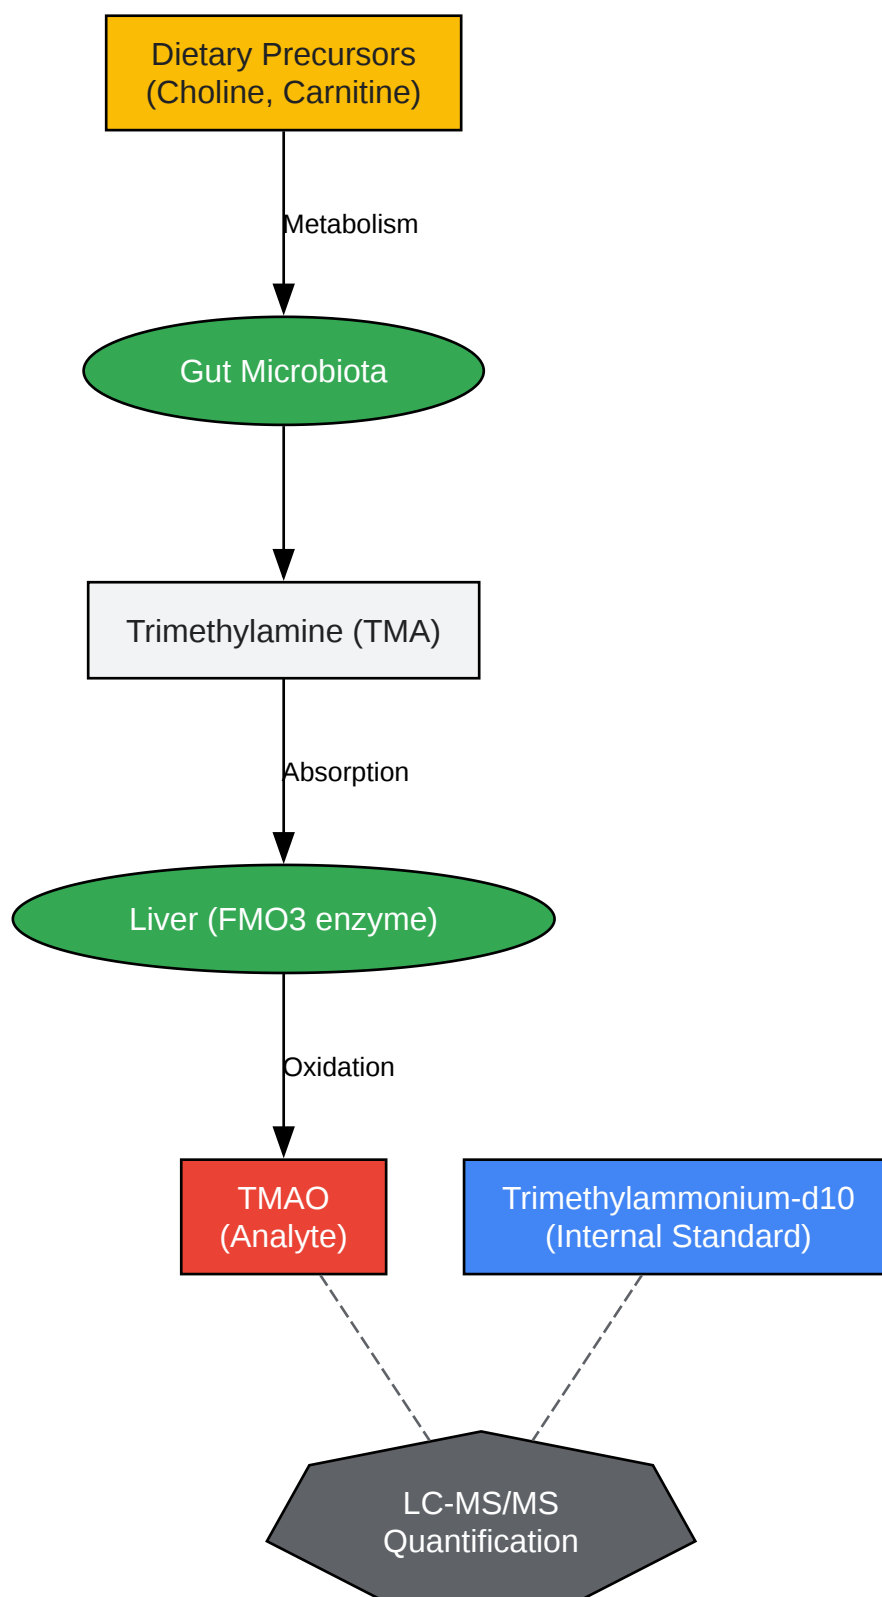 Dietary Precursors
(Choline, Carnitine)
Metabolism
Gut Microbiota
Trimethylamine (TMA)
Absorption
Liver (FMO3 enzyme)
Oxidation
TMAO
(Analyte)
Trimethylammonium-d10
(Internal Standard)
LC-MS/MS
Quantification